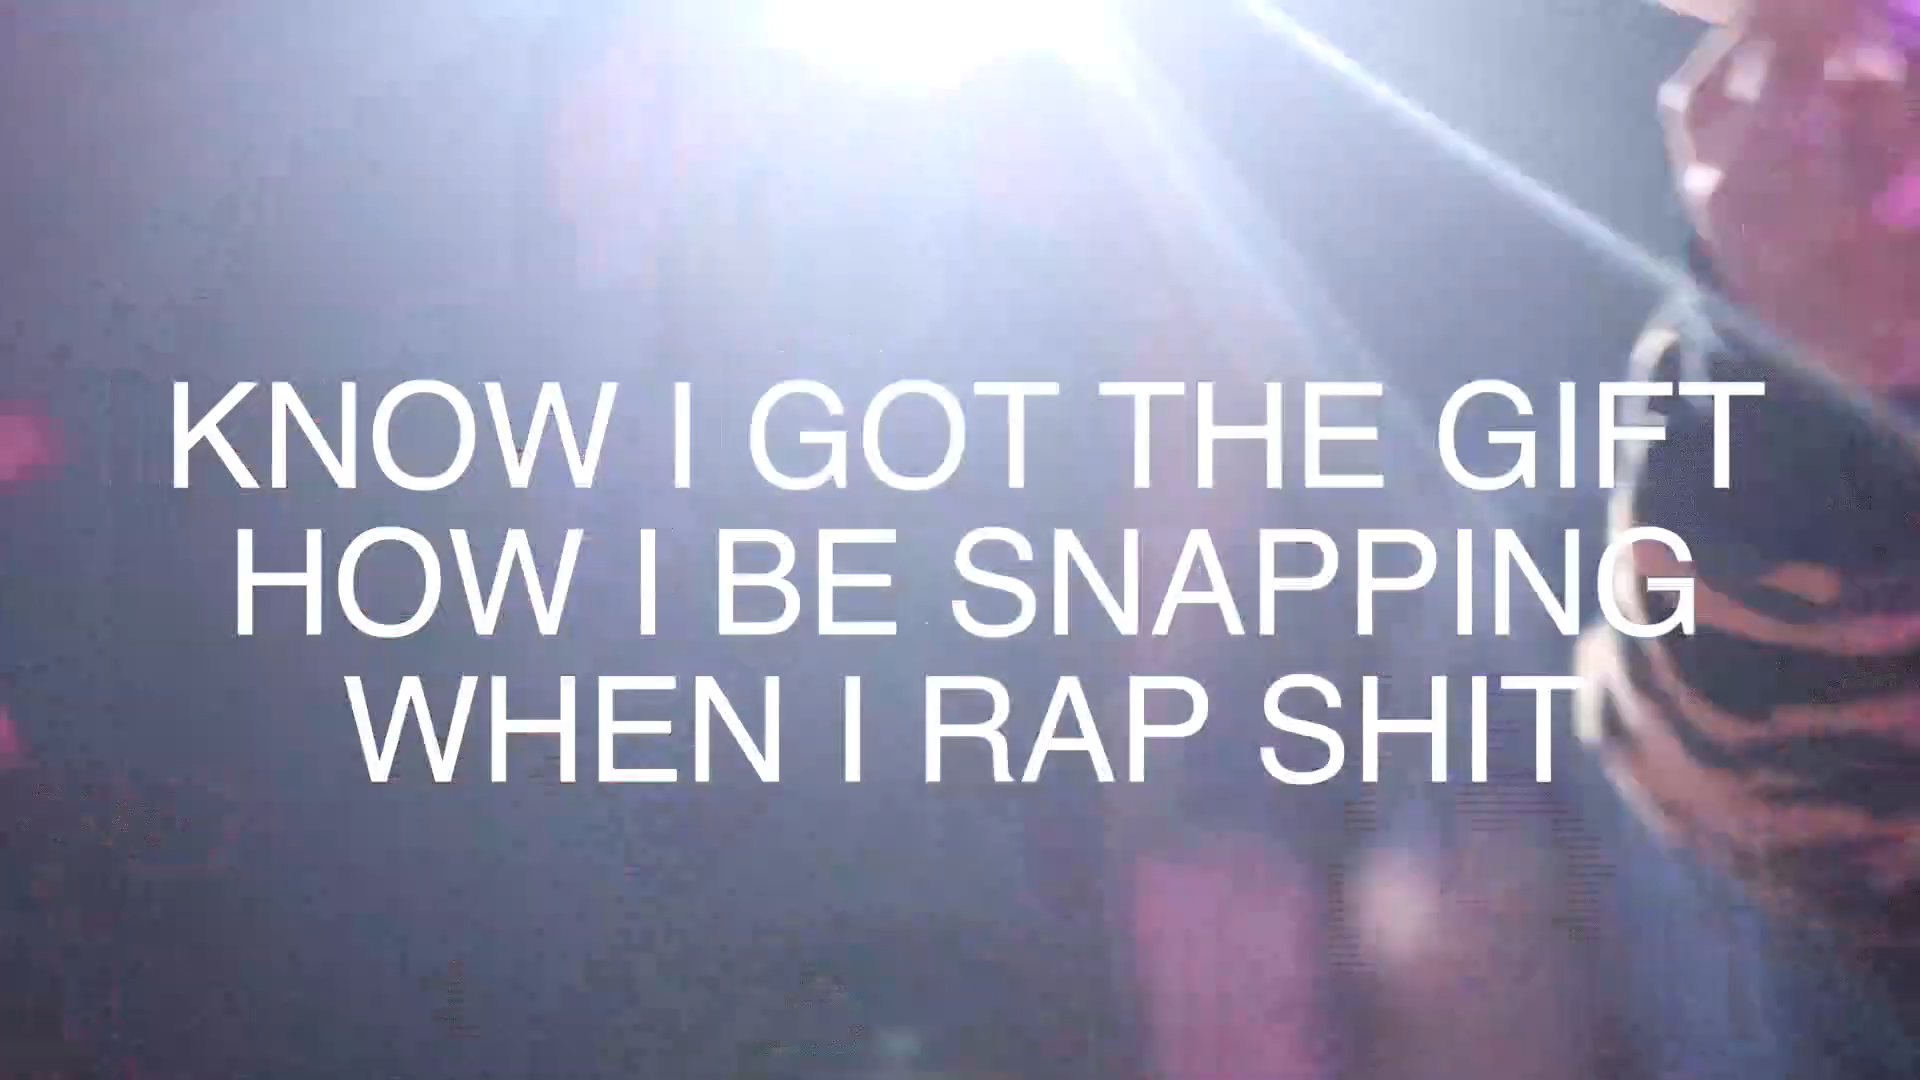 KNOW I GOT THE GIFT
HOW I BE SNAPPING
WHEN I RAP SHIT